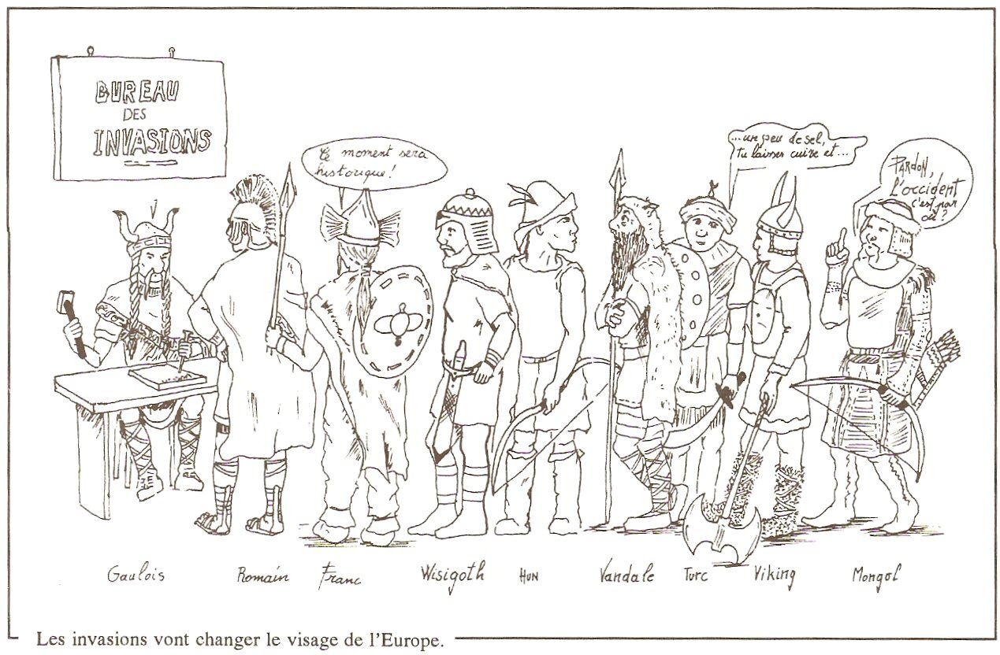 BUREAU
DES
INVASIONS
Ce moment sera
historique!
...un peu de sel,
Tu laisses cuire et...
PARDON,
l'occident
c'est par
où?
Gaulois
Romain
Franc
Wisigoth
HUN
Vandale
Turc
Viking
Mongol
Les invasions vont changer le visage de l'Europe.